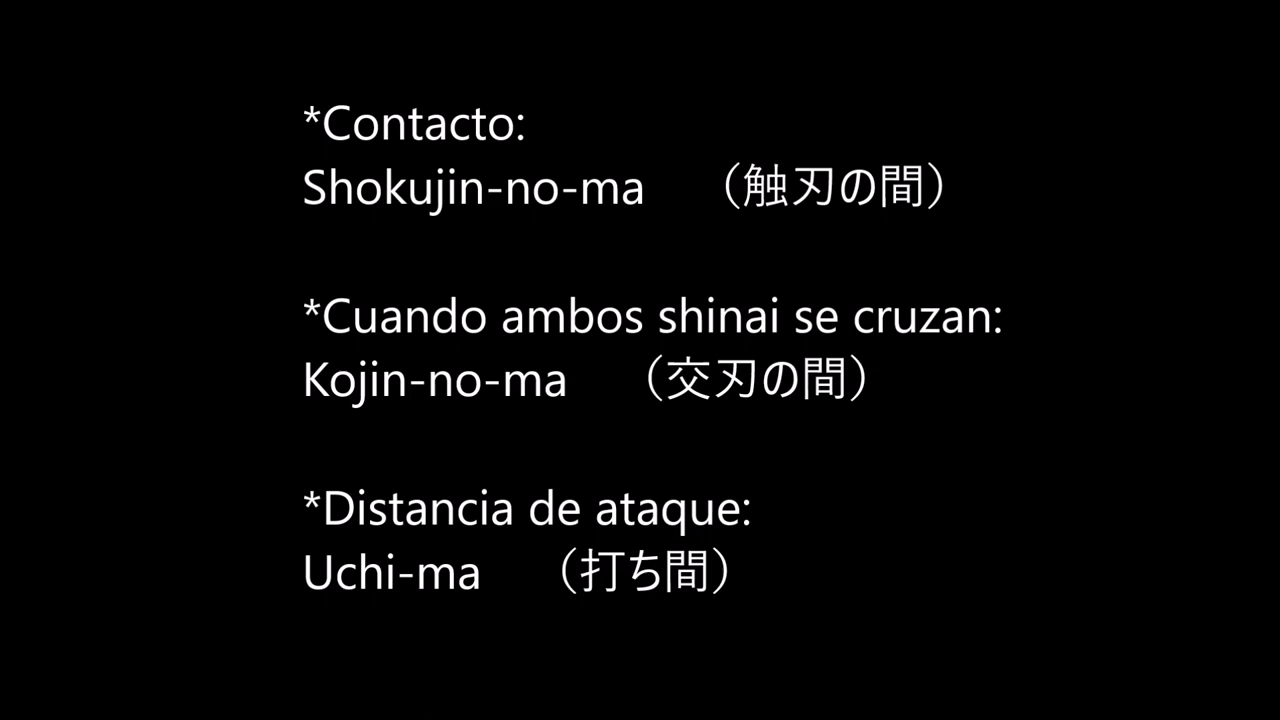 *Contacto:
Shokujin-no-ma （触刃の間）
*Cuando ambos shinai se cruzan:
Kojin-no-ma （交刃の間）
*Distancia de ataque:
Uchi-ma （打ち間）